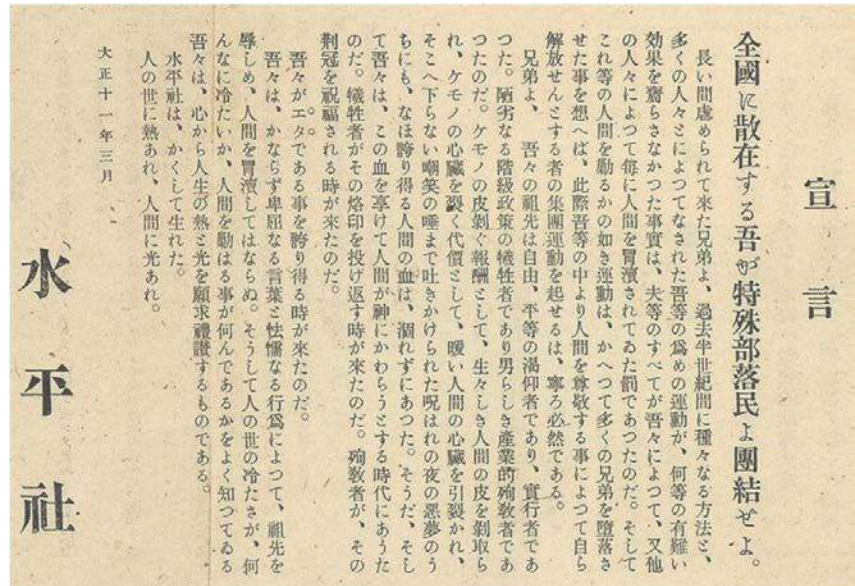 宣言
全國に散在する吾が特殊部落民よ團結せよ。
長い間虐められて來た兄弟よ、過去半世紀間に種々なる方法と、
多くの人々とによつてなされた吾等の爲めの運動が、何等の有難い
効果を齎らさなかつた事實は、夫等のすべてが吾々によつて、又他
の人々によつて毎に人間を冒瀆されてゐた罰であつたのだ。そして
これ等の人間を勦るかの如き運動は、かへつて多くの兄弟を墮落さ
せた事を想へば、此際吾等の中より人間を尊敬する事によつて自ら
解放せんとする者の集團運動を起せるは、寧ろ必然である。
兄弟よ、吾々の祖先は自由、平等の渇仰者であり、實行者であ
つた。陋劣なる階級政策の犧牲者であり男らしき産業的殉敎者であ
つたのだ。ケモノの皮剝ぐ報酬として、生々しき人間の皮を剝取ら
れ、ケモノの心臟を裂く代價として、暖い人間の心臟を引裂かれ、
そこへ下らない嘲笑の唾まで吐きかけられた呪はれの夜の惡夢のう
ちにも、なほ誇り得る人間の血は、涸れずにあつた。そうだ、そし
て吾々は、この血を享けて人間が神にかわらうとする時代にあうた
のだ。犧牲者がその烙印を投げ返す時が來たのだ。殉敎者が、その
荆冠を祝福される時が來たのだ。
吾々がエタである事を誇り得る時が來たのだ。
吾々は、かならず卑屈なる言葉と怯懦なる行爲によつて、祖先を
辱しめ、人間を冒瀆してはならぬ。そうして人の世の冷たさが、何
んなに冷たいか、人間を勦はる事が何んであるかをよく知つてゐる
吾々は、心から人生の熱と光を願求禮讃するものである。
水平社は、かくして生れた。
人の世に熱あれ、人間に光あれ。
大正十一年三月
水平社